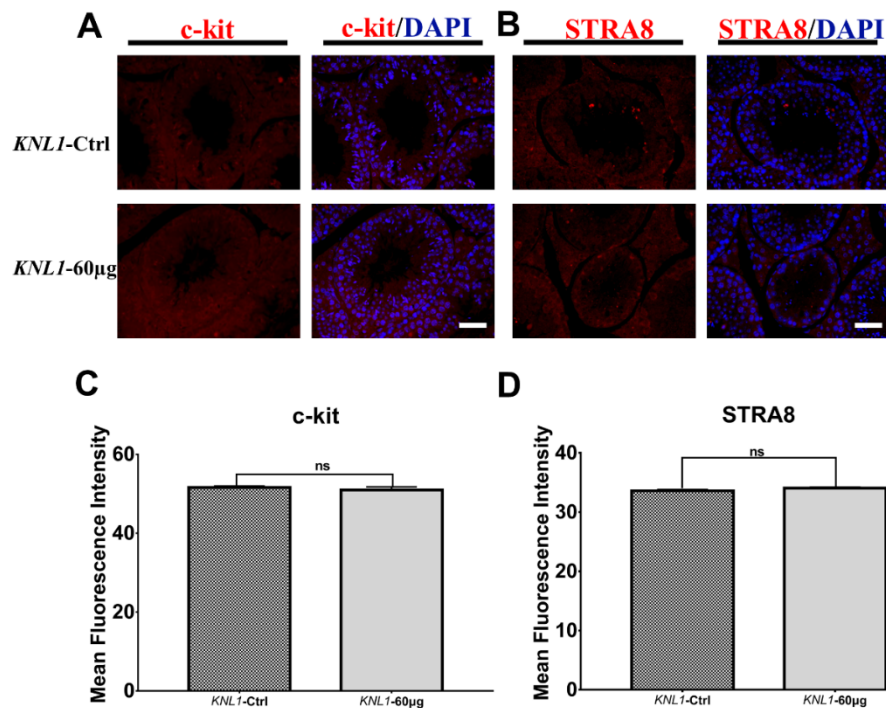 A
c-kit
c-kit/DAPI
B
STRA8
STRA8/DAPI
KNL1-Ctrl
KNL1-60μg
C
c-kit
Mean Fluorescence Intensity
60
40
20
0
ns
KNL1-Ctrl
KNL1-60μg
D
STRA8
Mean Fluorescence Intensity
40
30
20
10
0
ns
KNL1-Ctrl
KNL1-60μg